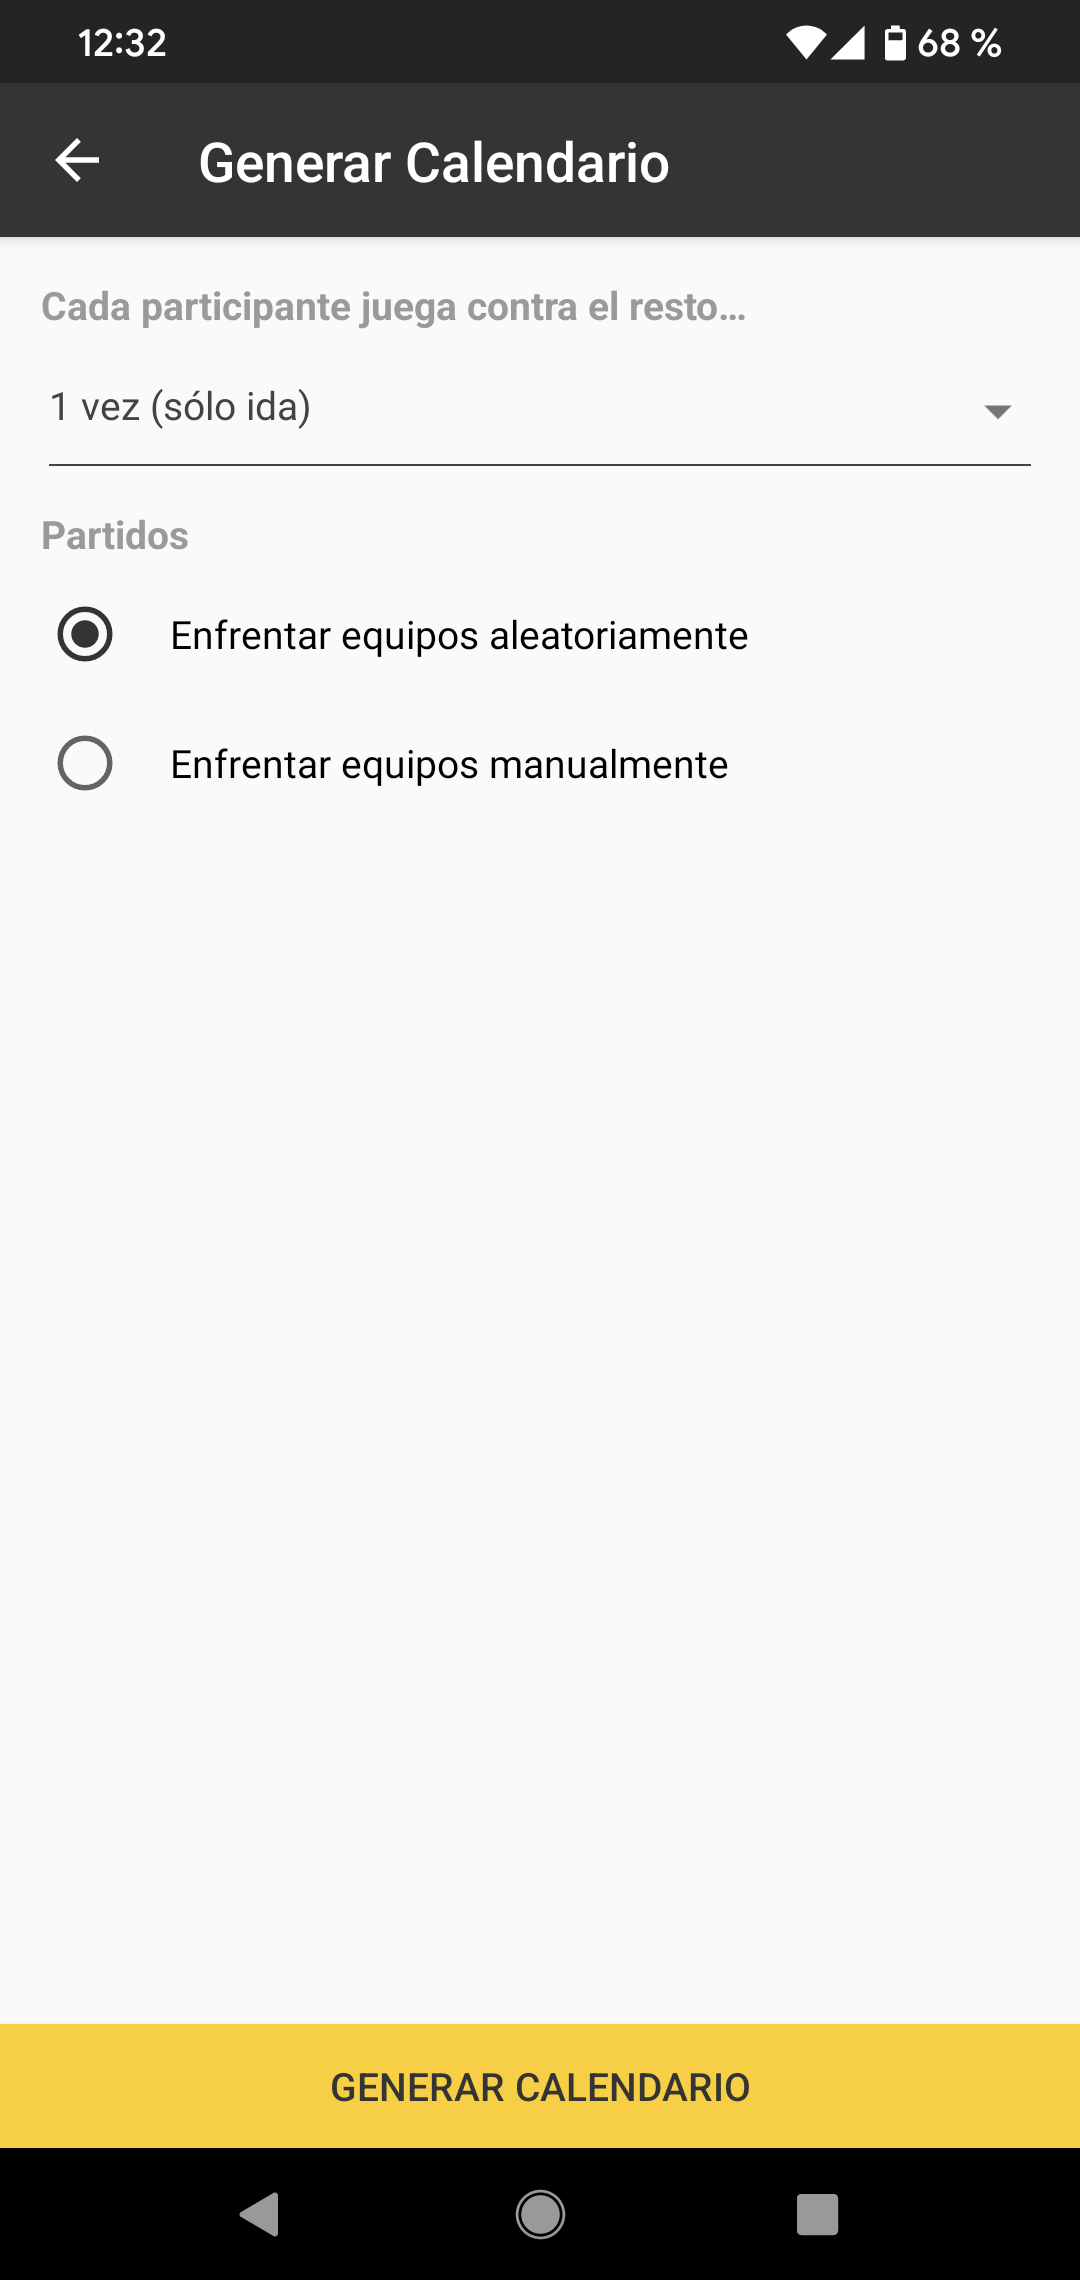 12:32
68 %
Generar Calendario
Cada participante juega contra el resto...
1 vez (sólo ida)
Partidos
Enfrentar equipos aleatoriamente
Enfrentar equipos manualmente
GENERAR CALENDARIO